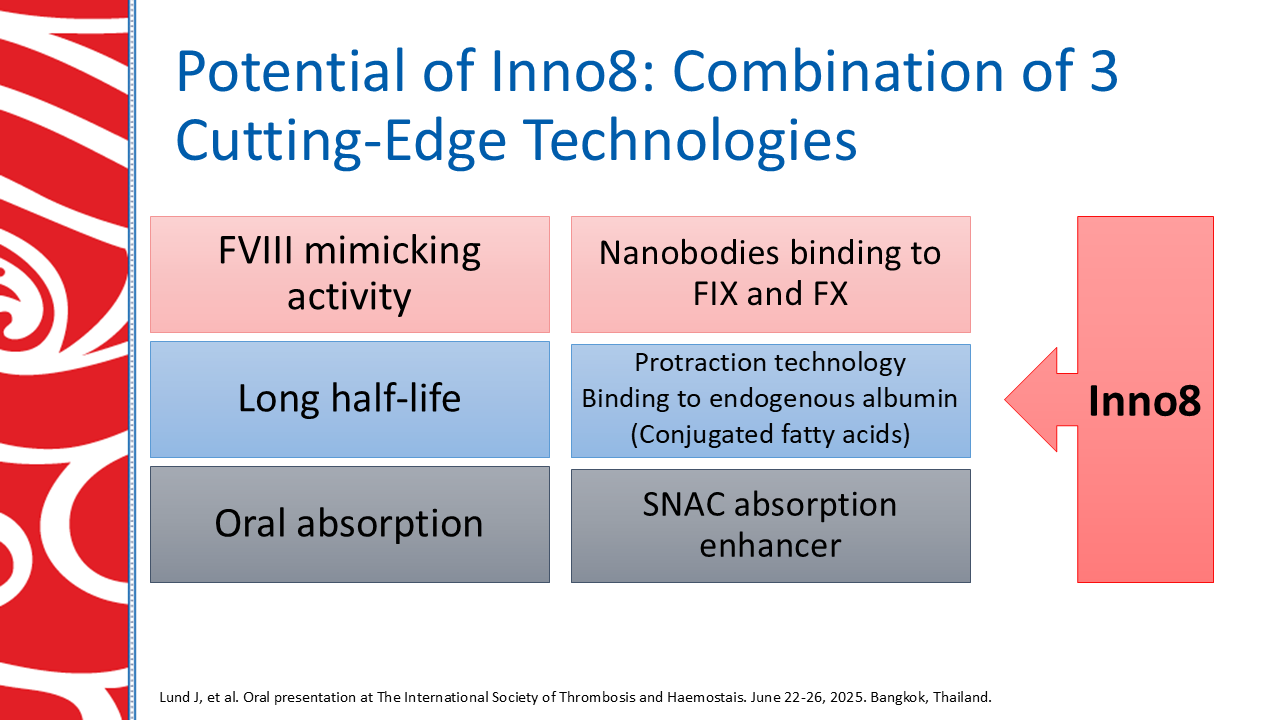 Potential of Inno8: Combination of 3
Cutting-Edge Technologies
FVIII mimicking
activity
Nanobodies binding to
FIX and FX
Long half-life
Protraction technology
Binding to endogenous albumin
(Conjugated fatty acids)
Oral absorption
SNAC absorption
enhancer
Inno8
Lund J, et al. Oral presentation at The International Society of Thrombosis and Haemostais. June 22-26, 2025. Bangkok, Thailand.